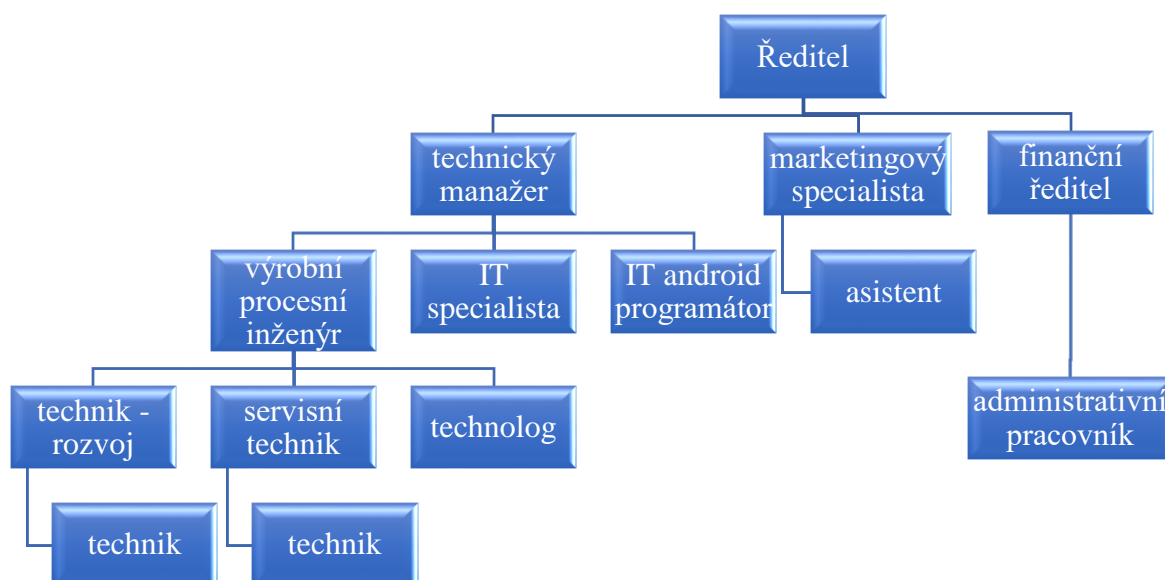 Ředitel
technický
manažer
marketingový
specialista
finanční
ředitel
výrobní
procesní
inženýr
IT
specialista
IT android
programátor
asistent
technik -
rozvoj
servisní
technik
technolog
administrativní
pracovník
technik
technik